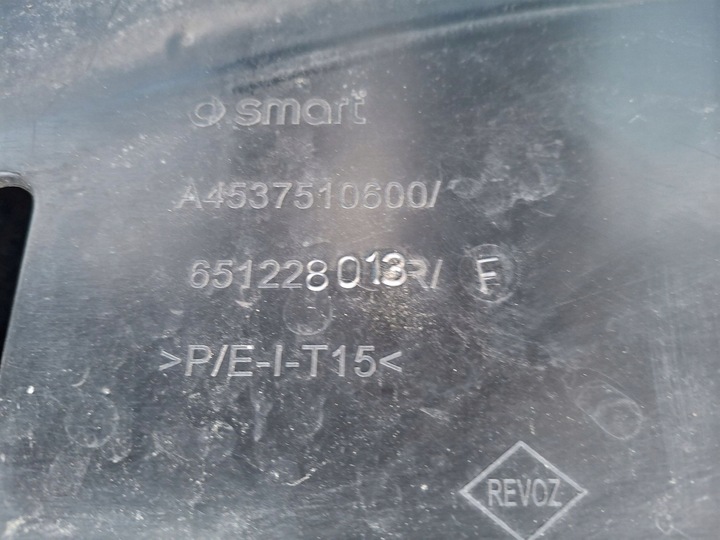 smart
A4537510600/
651228013R/ F
>P/E-I-T15<
REVOZ